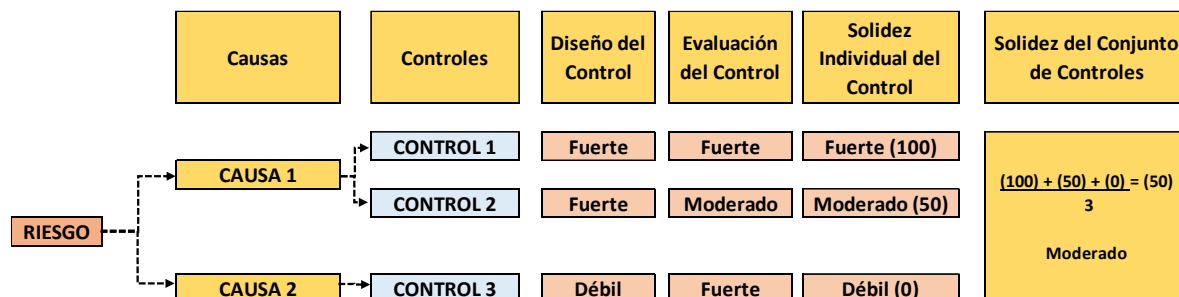 Causas
Controles
Diseño del
Control
Evaluación
del Control
Solidez
Individual del
Control
Solidez del Conjunto
de Controles
CONTROL 1
Fuerte
Fuerte
Fuerte (100)
CAUSA 1
CONTROL 2
Fuerte
Moderado
Moderado (50)
(100) + (50) + (0) = (50)
3
Moderado
RIESGO
CAUSA 2
CONTROL 3
Débil
Fuerte
Débil (0)